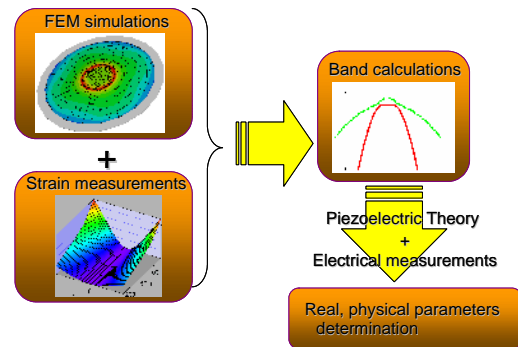 FEM simulations
+
Strain measurements
Band calculations
Piezoelectric Theory
+
Electrical measurements
Real, physical parameters
determination